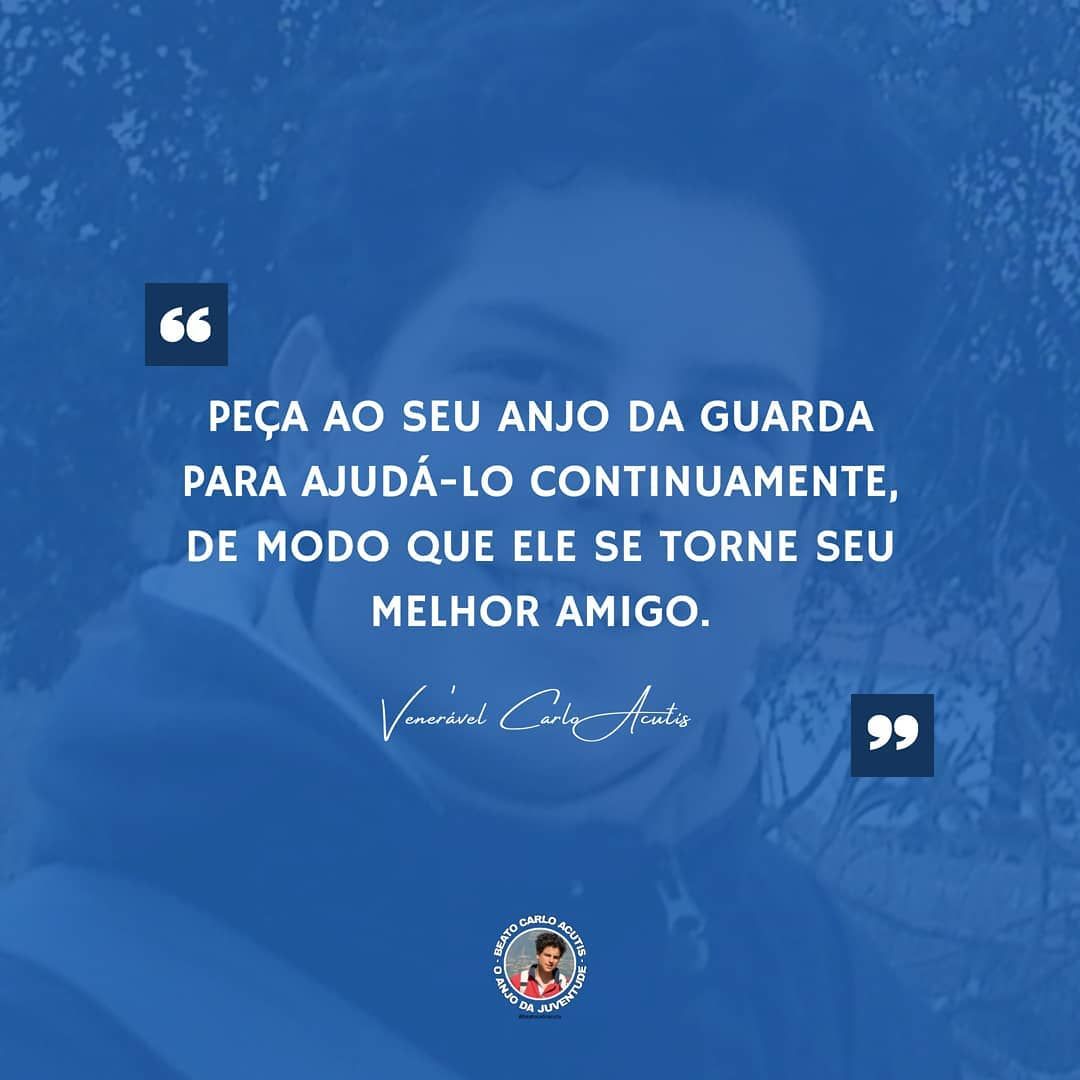 “
PEÇA AO SEU ANJO DA GUARDA
PARA AJUDÁ-LO CONTINUAMENTE,
DE MODO QUE ELE SE TORNE SEU
MELHOR AMIGO.
Venerável Carlo Acutis
”
BEATO CARLO ACUTIS
O ANJO DA JUVENTUDE